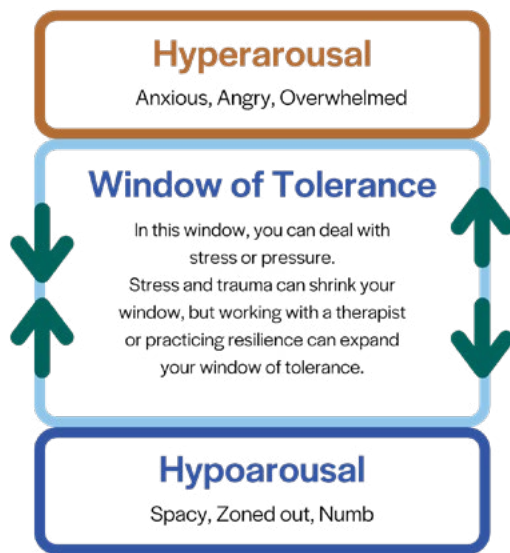 Hyperarousal
Anxious, Angry, Overwhelmed
Window of Tolerance
In this window, you can deal with
stress or pressure.
Stress and trauma can shrink your
window, but working with a therapist
or practicing resilience can expand
your window of tolerance.
Hypoarousal
Spacy, Zoned out, Numb